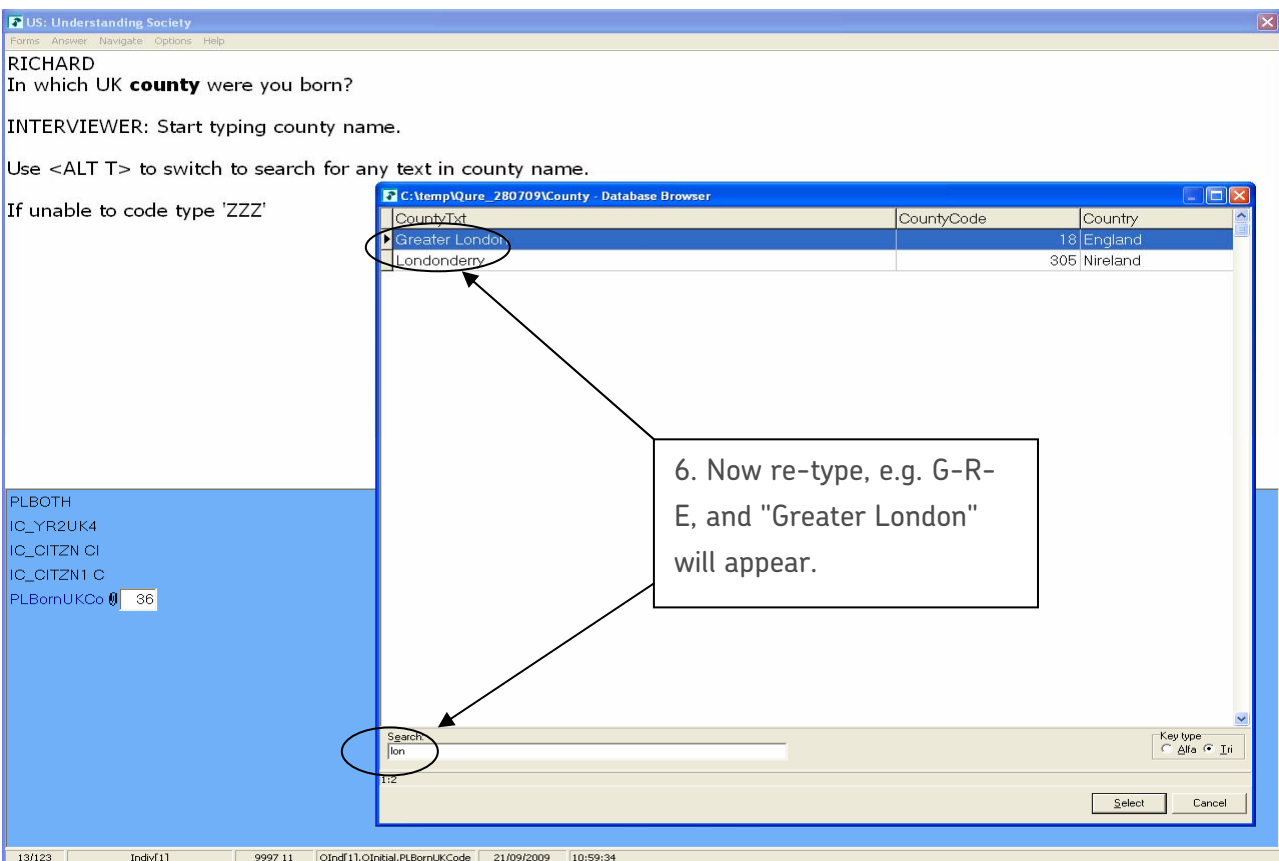 US: Understanding Society
Forms Answer Navigate Options Help
RICHARD
In which UK county were you born?
INTERVIEWER: Start typing county name.
Use <ALT T> to switch to search for any text in county name.
If unable to code type 'ZZZ'
C:\temp\Qure_280709\County - Database Browser
CountyTxt CountyCode Country
Greater London 18 England
Londonderry 305 Nireland
6. Now re-type, e.g. G-R-
E, and "Greater London"
will appear.
PLBOTH
IC_YR2UK4
IC_CITZN CI
IC_CITZN1 C
PLBornUKCo 36
Search:
lon
Key type
Alfa Tri
1:2
Select Cancel
13/123 Indiv[1] 9997 11 QInd[1].QInitial.PLBornUKCode 21/09/2009 10:59:34